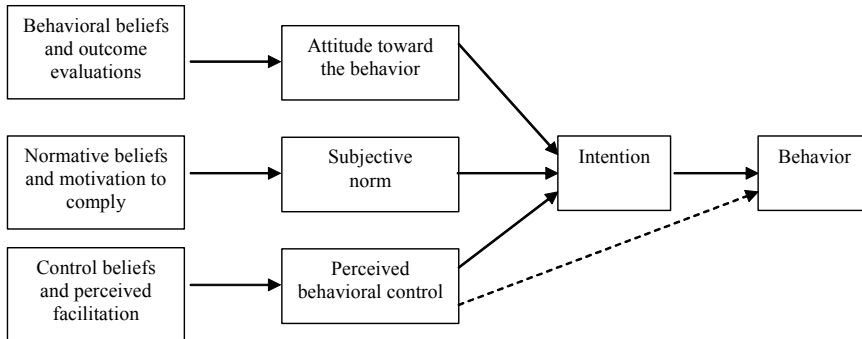 Behavioral beliefs
and outcome
evaluations
Attitude toward
the behavior
Normative beliefs
and motivation to
comply
Subjective
norm
Intention
Behavior
Control beliefs
and perceived
facilitation
Perceived
behavioral control